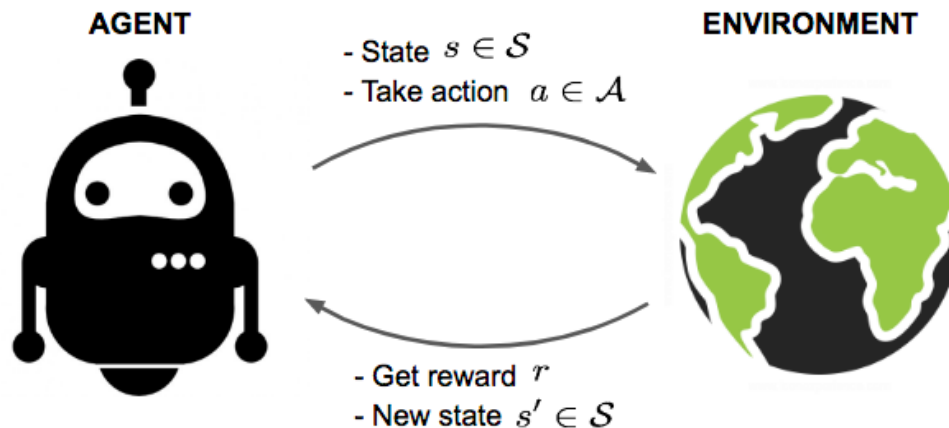 AGENT
ENVIRONMENT
- State s ∈ 𝒮
- Take action a ∈ 𝒜
- Get reward r
- New state s′ ∈ 𝒮